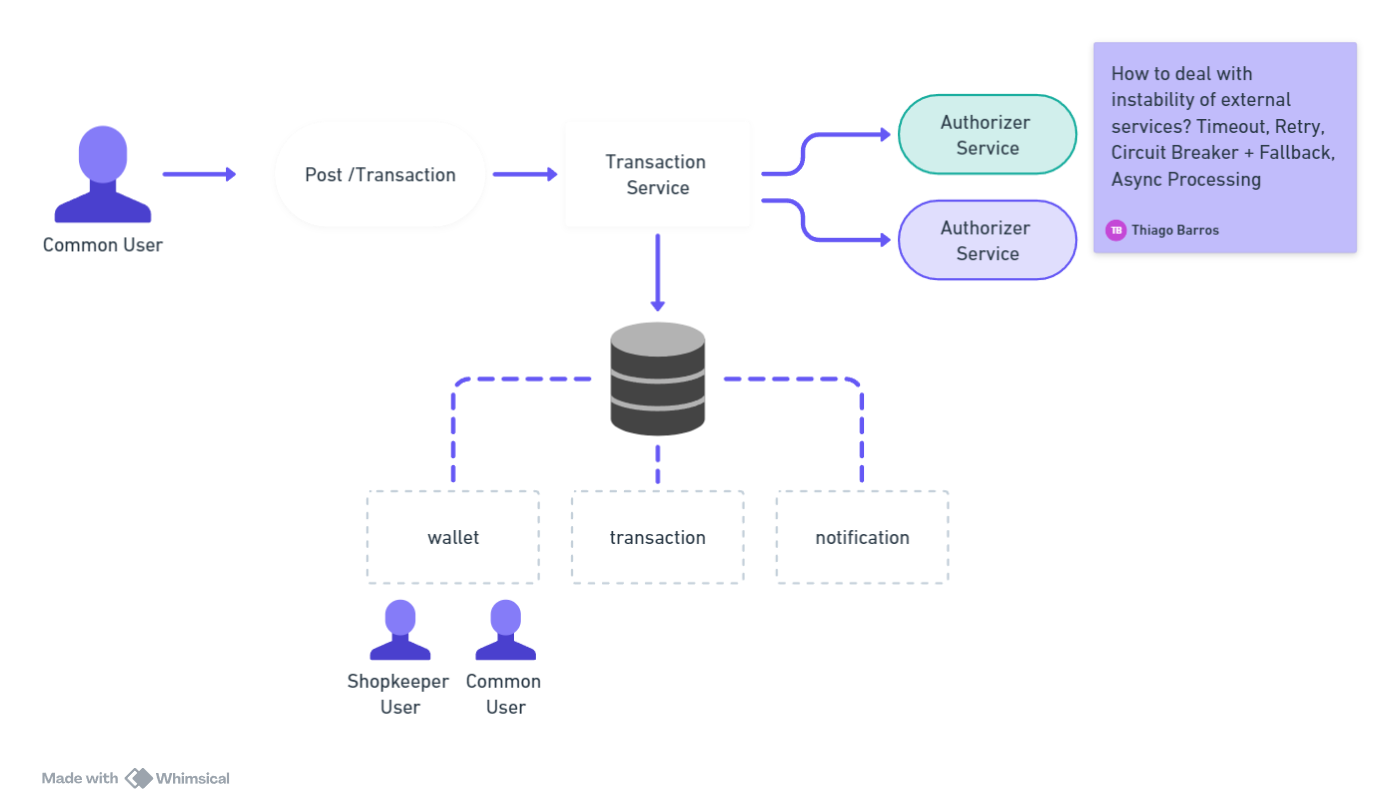 Common User
Post /Transaction
Transaction
Service
Authorizer
Service
Authorizer
Service
How to deal with
instability of external
services? Timeout, Retry,
Circuit Breaker + Fallback,
Async Processing
TB Thiago Barros
wallet
transaction
notification
Shopkeeper
User
Common
User
Made with Whimsical